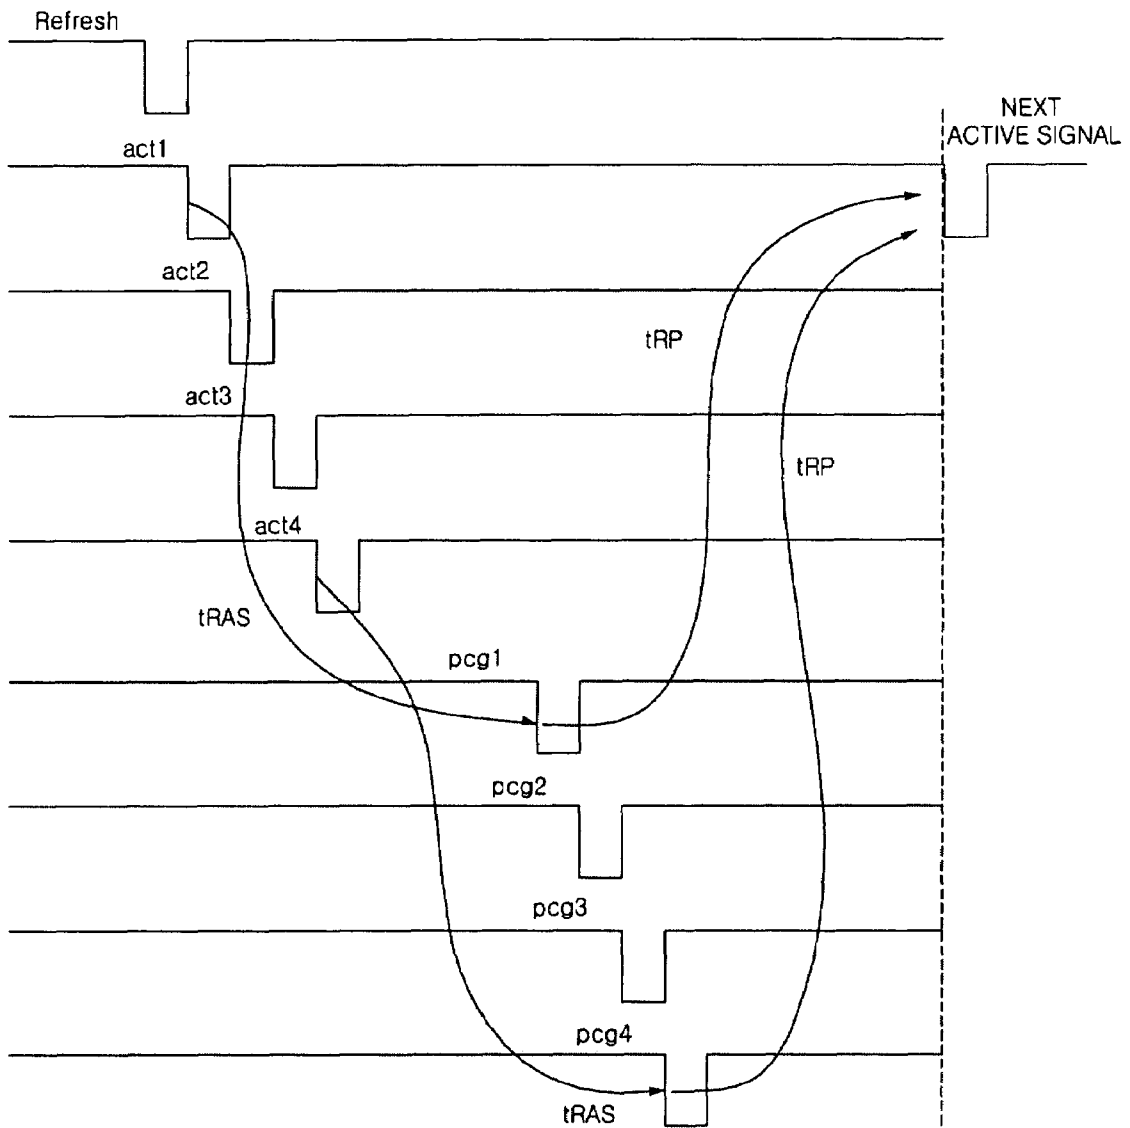 Refresh
NEXT
ACTIVE SIGNAL
act1
act2
tRP
act3
tRP
act4
tRAS
pcg1
pcg2
pcg3
pcg4
tRAS